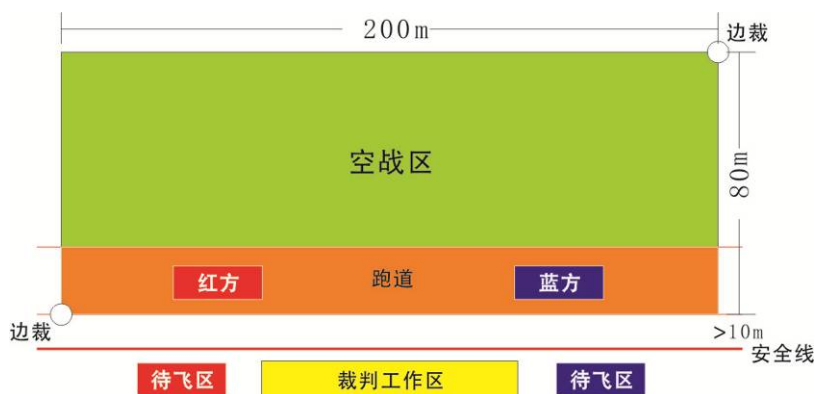 200m
边裁
空战区
80m
红方
跑道
蓝方
边裁
>10m
安全线
待飞区
裁判工作区
待飞区